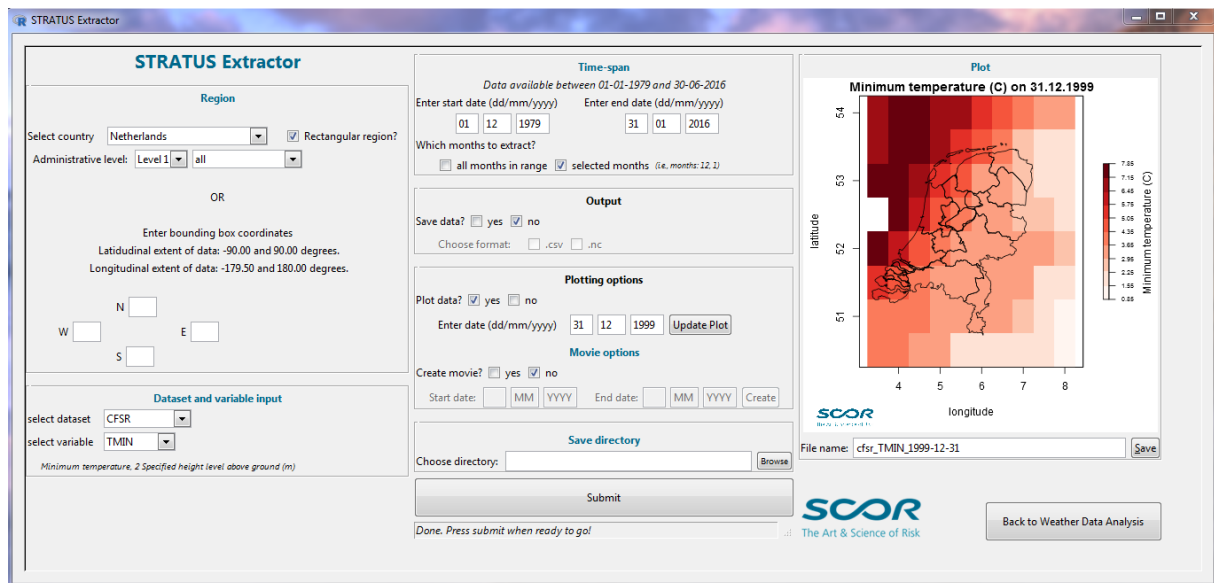 STRATUS Extractor
STRATUS Extractor
Region
Select country Netherlands Rectangular region?
Administrative level: Level 1 all
OR
Enter bounding box coordinates
Latidudinal extent of data: -90.00 and 90.00 degrees.
Longitudinal extent of data: -179.50 and 180.00 degrees.
N
W E
S
Dataset and variable input
select dataset CFSR
select variable TMIN
Minimum temperature, 2 Specified height level above ground (m)
Time-span
Data available between 01-01-1979 and 30-06-2016
Enter start date (dd/mm/yyyy) Enter end date (dd/mm/yyyy)
01 12 1979 31 01 2016
Which months to extract?
all months in range selected months (i.e, months: 12, 1)
Output
Save data? yes no
Choose format: .csv .nc
Plotting options
Plot data? yes no
Enter date (dd/mm/yyyy) 31 12 1999 Update Plot
Movie options
Create movie? yes no
Start date: MM YYYY End date: MM YYYY Create
Save directory
Choose directory: Browse
Submit
Done. Press submit when ready to go!
Plot
Minimum temperature (C) on 31.12.1999
54
53
52
51
latitude
4 5 6 7 8
longitude
7.85
7.15
6.45
5.75
5.05
4.35
3.65
2.95
2.25
1.55
0.85
Minimum temperature (C)
SCOR
File name: cfsr_TMIN_1999-12-31 Save
SCOR
The Art & Science of Risk
Back to Weather Data Analysis